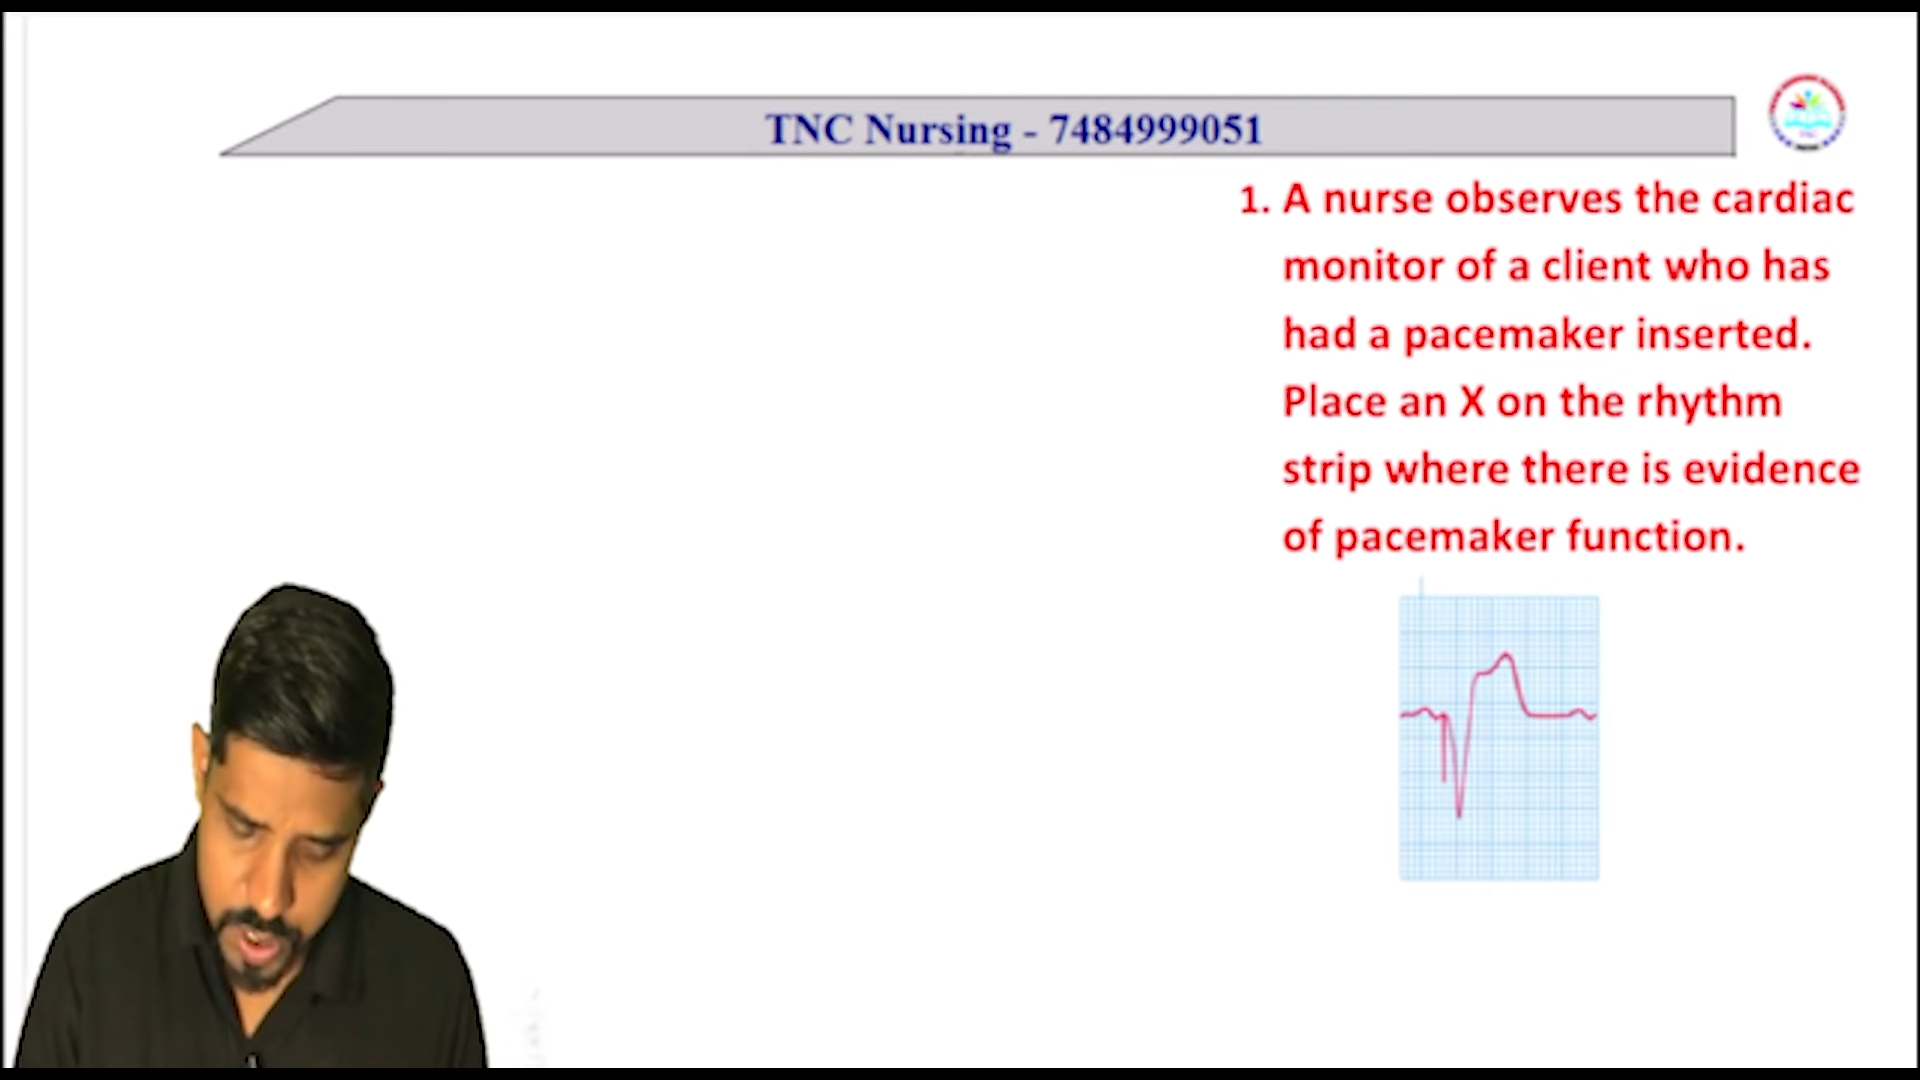 TNC Nursing - 7484999051
1. A nurse observes the cardiac
monitor of a client who has
had a pacemaker inserted.
Place an X on the rhythm
strip where there is evidence
of pacemaker function.